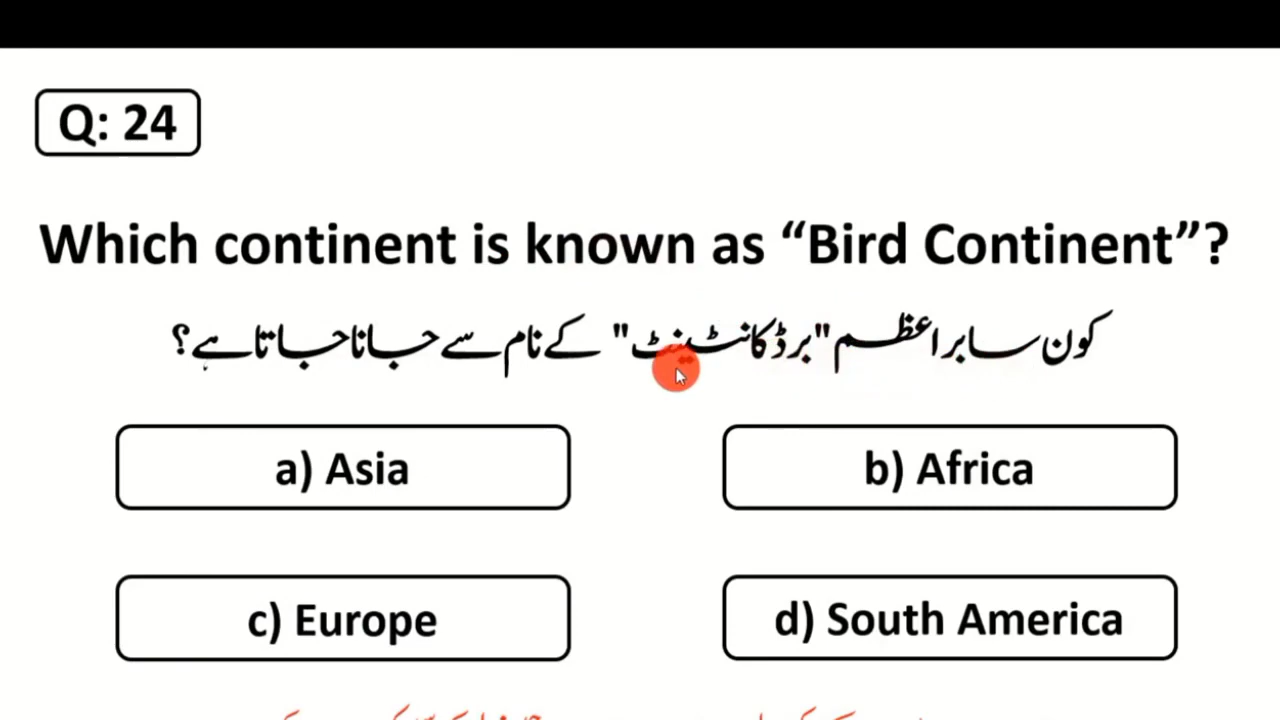 Q: 24
Which continent is known as “Bird Continent”?
کون سا براعظم "برڈ کانٹینٹ" کے نام سے جانا جاتا ہے؟
a) Asia
b) Africa
c) Europe
d) South America